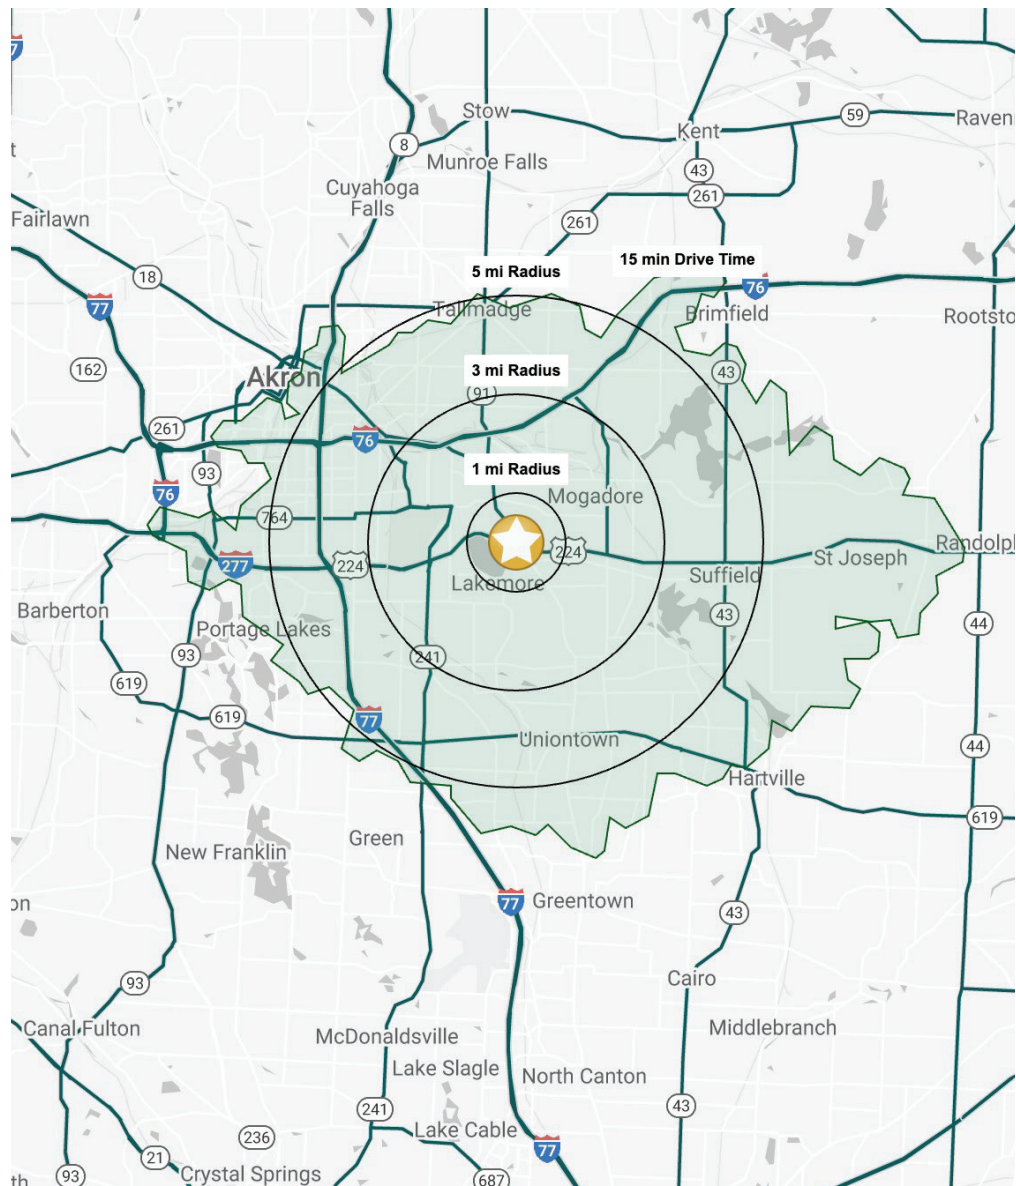 7
Stow
59
Kent
8
t
Munroe Falls
43
Cuyahoga
Falls
261
Fairlawn
261
15 min Drive Time
5 mi Radius
18
76
77
Tallmadge
Brimfield
162
3 mi Radius
Akron
43
91
261
76
1 mi Radius
93
76
Mogadore
764
224
St Joseph
277
224
Lakemore
Suffield
Barberton
43
44
Portage Lakes
93
241
619
619
77
Uniontown
44
Hartville
619
Green
New Franklin
77
Greentown
on
43
Cairo
93
Canal Fulton
McDonaldsville
Middlebranch
Lake Slagle
North Canton
241
43
Lake Cable
236
77
21
Crystal Springs
93
687
th